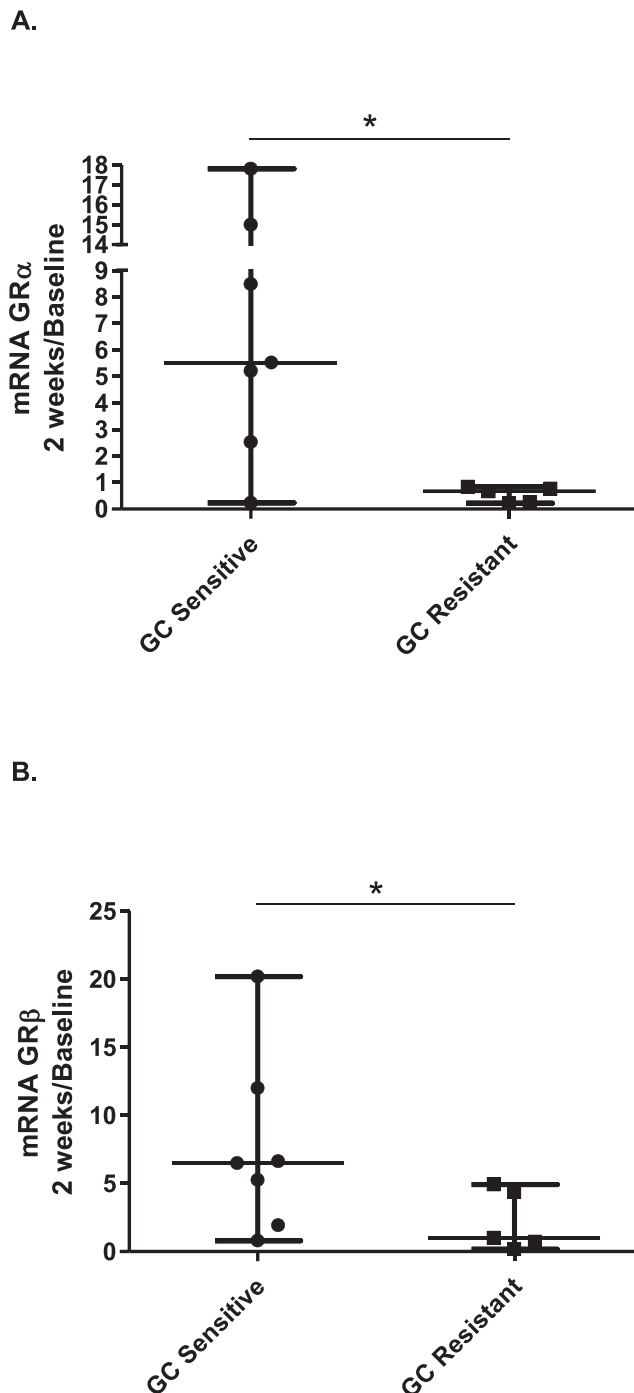 A.
*
18
17
16
15
14
9
8
7
6
5
4
3
2
1
0
mRNA GRα
2 weeks/Baseline
GC Sensitive
GC Resistant
B.
*
25
20
15
10
5
0
mRNA GRβ
2 weeks/Baseline
GC Sensitive
GC Resistant